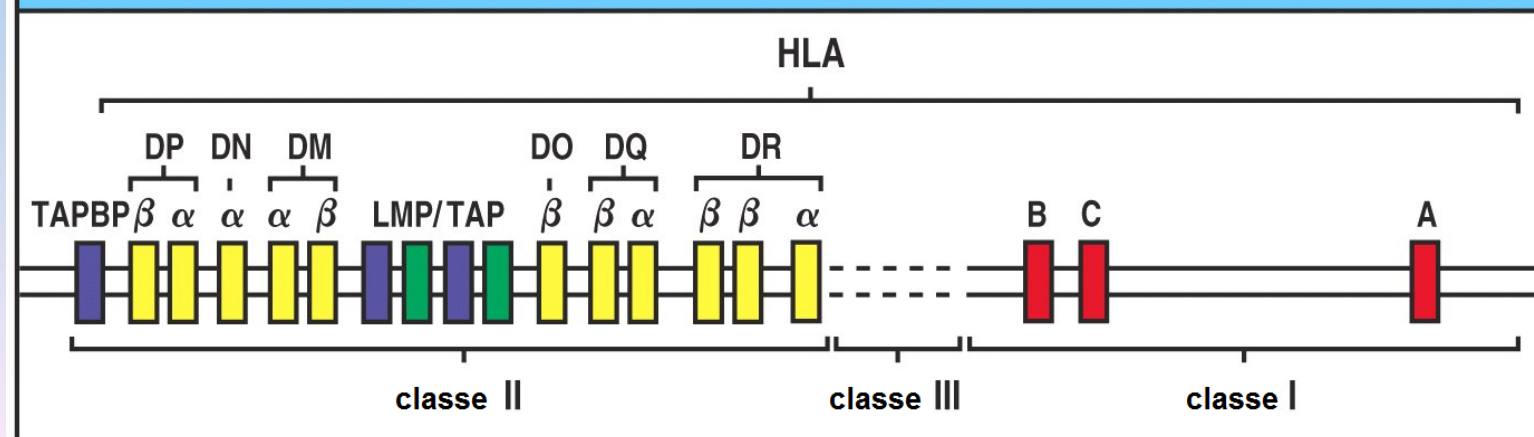 HLA
DP DN DM DO DQ DR
TAPBP β α α α β LMP/TAP β β α β β α B C A
classe II classe III classe I